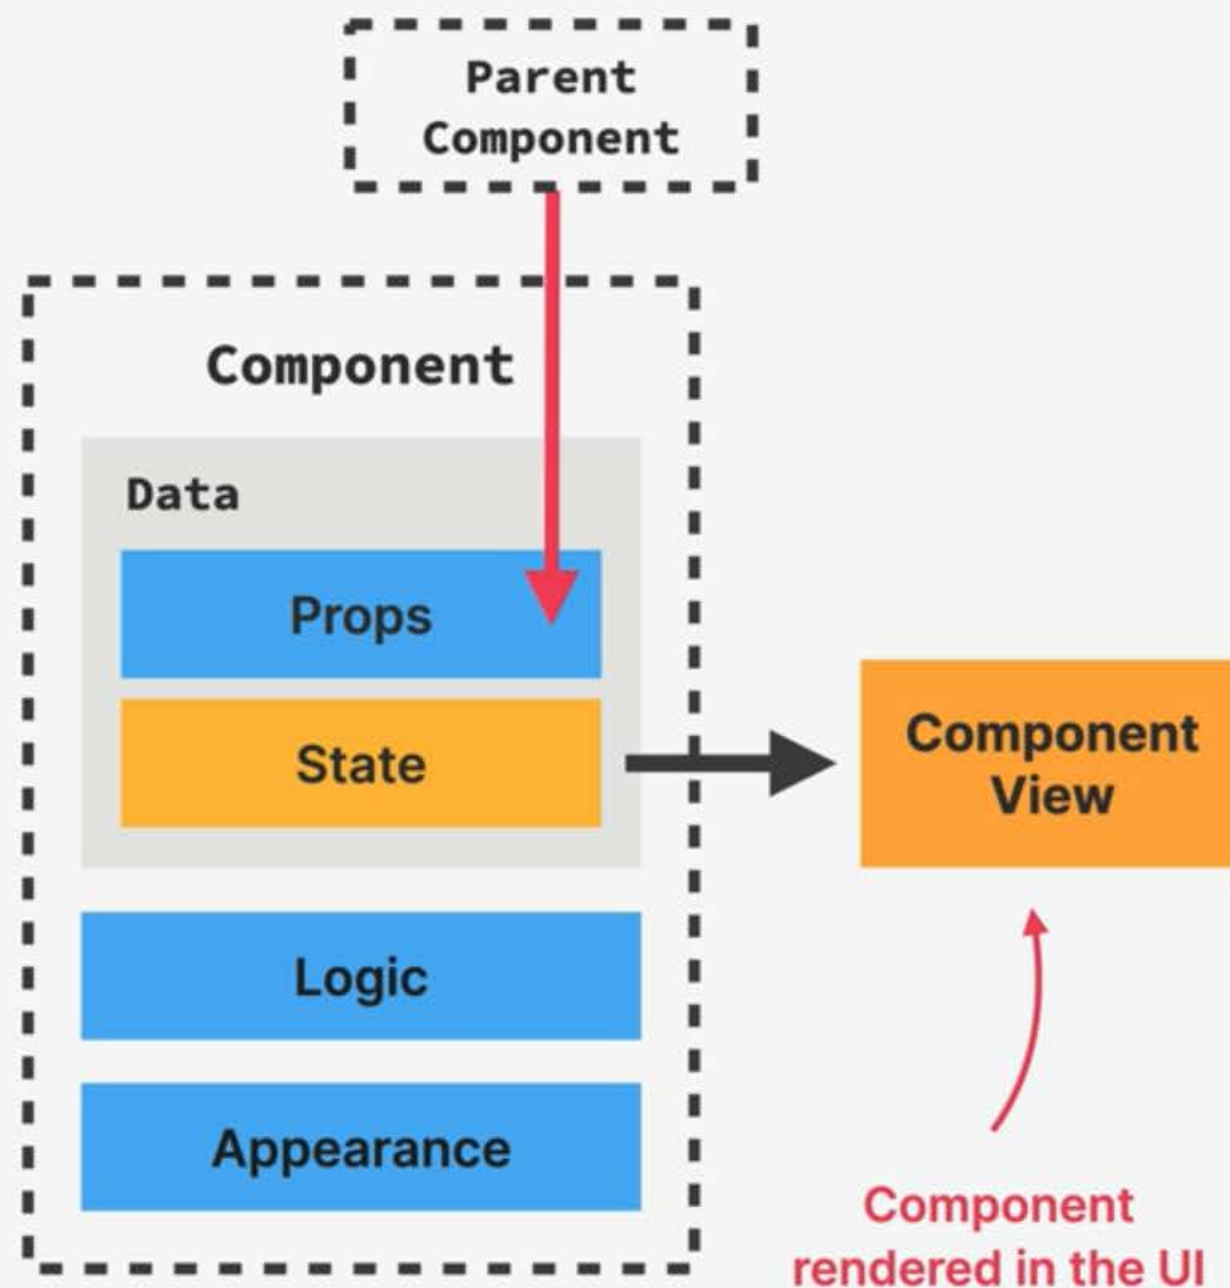 Parent
Component
Component
Data
Props
State
Logic
Appearance
Component
View
Component
rendered in the UI